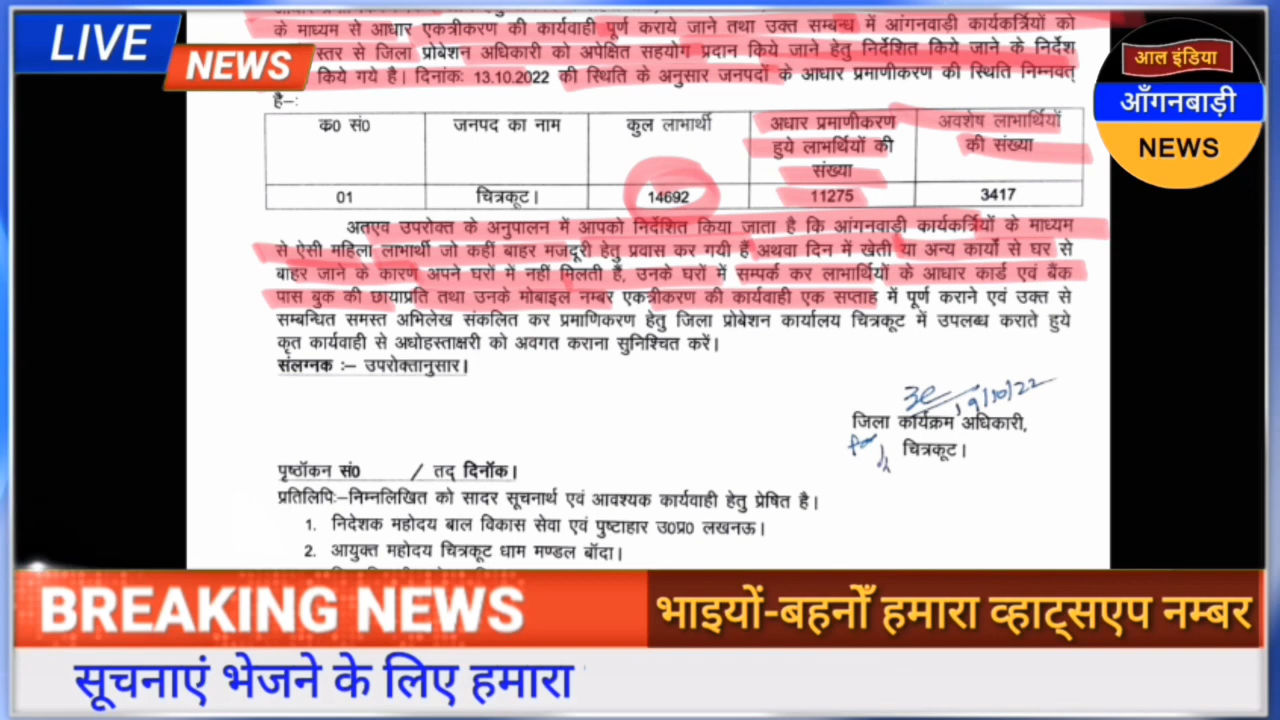 LIVE
NEWS
के माध्यम से आधार एकत्रीकरण की कार्यवाही पूर्ण कराये जाने तथा उक्त सम्बन्ध में आंगनवाड़ी कार्यकर्त्रियों को
स्तर से जिला प्रोबेशन अधिकारी को अपेक्षित सहयोग प्रदान किये जाने हेतु निर्देशित किये जाने के निर्देश
किये गये है। दिनांक: 13.10.2022 की स्थिति के अनुसार जनपदों के आधार प्रमाणीकरण की स्थिति निम्नवत्
है–:
आल इंडिया
आँगनबाड़ी
NEWS
क0 सं0 जनपद का नाम कुल लाभार्थी अधार प्रमाणीकरण अवशेष लाभार्थियों
हुये लाभर्थियों की की संख्या
संख्या
01 चित्रकूट। 14692 11275 3417
अतएव उपरोक्त के अनुपालन में आपको निर्देशित किया जाता है कि आंगनवाड़ी कार्यकर्त्रियों के माध्यम
से ऐसी महिला लाभार्थी जो कहीं बाहर मजदूरी हेतु प्रवास कर गयी हैं अथवा दिन में खेती या अन्य कार्यो से घर से
बाहर जाने के कारण अपने घरों में नहीं मिलती हैं, उनके घरों में सम्पर्क कर लाभार्थियों के आधार कार्ड एवं बैंक
पास बुक की छायाप्रति तथा उनके मोबाइल नम्बर एकत्रीकरण की कार्यवाही एक सप्ताह में पूर्ण कराने एवं उक्त से
सम्बन्धित समस्त अभिलेख संकलित कर प्रमाणिकरण हेतु जिला प्रोबेशन कार्यालय चित्रकूट में उपलब्ध कराते हुये
कृत कार्यवाही से अधोहस्ताक्षरी को अवगत कराना सुनिश्चित करें।
संलग्नक :– उपरोक्तानुसार।
19/10/22
जिला कार्यक्रम अधिकारी,
चित्रकूट।
पृष्ठॉकन सं0 / तद् दिनॉक।
प्रतिलिपिः–निम्नलिखित को सादर सूचनार्थ एवं आवश्यक कार्यवाही हेतु प्रेषित है।
1. निदेशक महोदय बाल विकास सेवा एवं पुष्टाहार उ0प्र0 लखनऊ।
2. आयुक्त महोदय चित्रकूट धाम मण्डल बॉदा।
BREAKING NEWS
भाइयों-बहनोँ हमारा व्हाट्सएप नम्बर
सूचनाएं भेजने के लिए हमारा